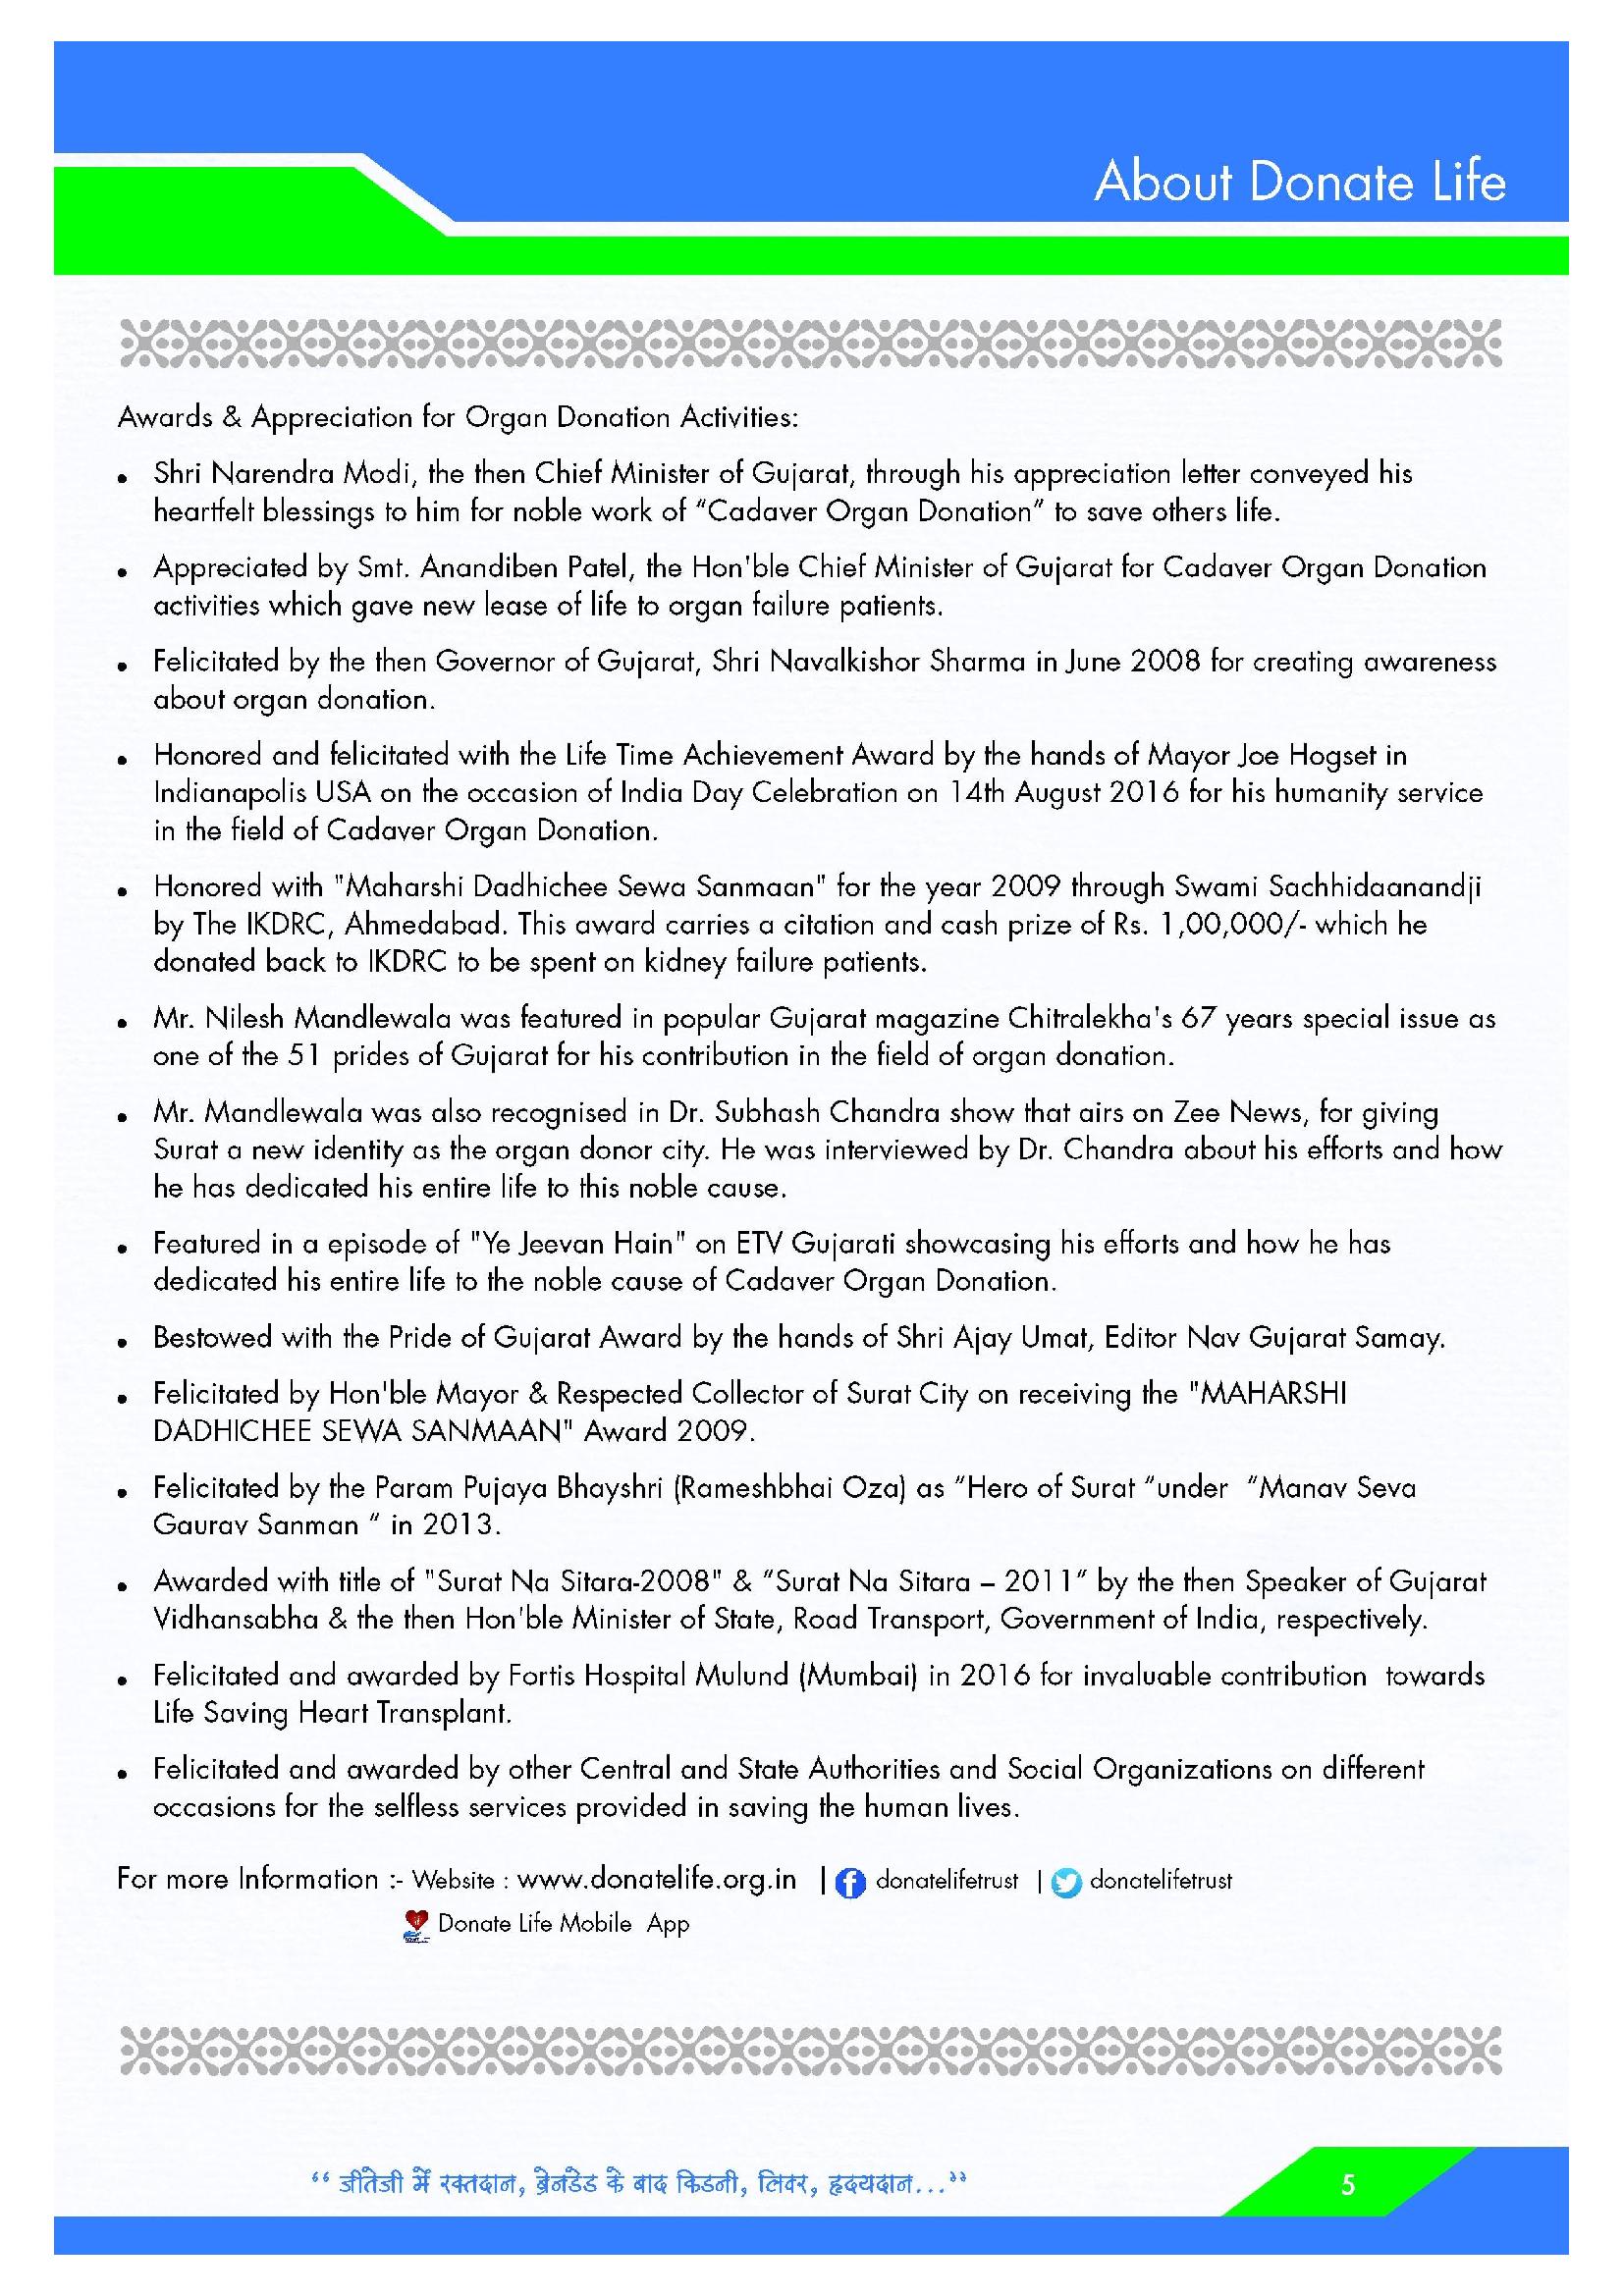 About Donate Life
Awards & Appreciation for Organ Donation Activities:
• Shri Narendra Modi, the then Chief Minister of Gujarat, through his appreciation letter conveyed his
heartfelt blessings to him for noble work of “Cadaver Organ Donation” to save others life.
• Appreciated by Smt. Anandiben Patel, the Hon'ble Chief Minister of Gujarat for Cadaver Organ Donation
activities which gave new lease of life to organ failure patients.
• Felicitated by the then Governor of Gujarat, Shri Navalkishor Sharma in June 2008 for creating awareness
about organ donation.
• Honored and felicitated with the Life Time Achievement Award by the hands of Mayor Joe Hogset in
Indianapolis USA on the occasion of India Day Celebration on 14th August 2016 for his humanity service
in the field of Cadaver Organ Donation.
• Honored with "Maharshi Dadhichee Sewa Sanmaan" for the year 2009 through Swami Sachhidaanandji
by The IKDRC, Ahmedabad. This award carries a citation and cash prize of Rs. 1,00,000/- which he
donated back to IKDRC to be spent on kidney failure patients.
• Mr. Nilesh Mandlewala was featured in popular Gujarat magazine Chitralekha's 67 years special issue as
one of the 51 prides of Gujarat for his contribution in the field of organ donation.
• Mr. Mandlewala was also recognised in Dr. Subhash Chandra show that airs on Zee News, for giving
Surat a new identity as the organ donor city. He was interviewed by Dr. Chandra about his efforts and how
he has dedicated his entire life to this noble cause.
• Featured in a episode of "Ye Jeevan Hain" on ETV Gujarati showcasing his efforts and how he has
dedicated his entire life to the noble cause of Cadaver Organ Donation.
• Bestowed with the Pride of Gujarat Award by the hands of Shri Ajay Umat, Editor Nav Gujarat Samay.
• Felicitated by Hon'ble Mayor & Respected Collector of Surat City on receiving the "MAHARSHI
DADHICHEE SEWA SANMAAN" Award 2009.
• Felicitated by the Param Pujaya Bhayshri (Rameshbhai Oza) as “Hero of Surat “under “Manav Seva
Gaurav Sanman “ in 2013.
• Awarded with title of "Surat Na Sitara-2008" & “Surat Na Sitara – 2011“ by the then Speaker of Gujarat
Vidhansabha & the then Hon'ble Minister of State, Road Transport, Government of India, respectively.
• Felicitated and awarded by Fortis Hospital Mulund (Mumbai) in 2016 for invaluable contribution towards
Life Saving Heart Transplant.
• Felicitated and awarded by other Central and State Authorities and Social Organizations on different
occasions for the selfless services provided in saving the human lives.
For more Information :- Website : www.donatelife.org.in | donatelifetrust | donatelifetrust
Donate Life Mobile App
“ जीतेजी में रक्तदान, ब्रेनडेड के बाद किडनी, लिवर, हृदयदान...”
5